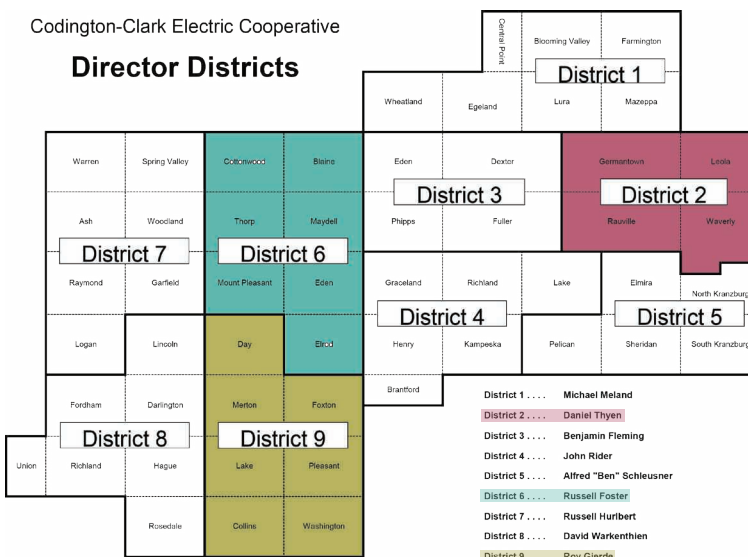 Codington-Clark Electric Cooperative
Director Districts
Central Point
Blooming Valley
Farmington
District 1
Wheatland
Egeland
Lura
Mazeppa
Warren
Spring Valley
Cottonwood
Blaine
Eden
Dexter
Germantown
Leola
District 3
District 2
Ash
Woodland
Thorp
Maydell
Phipps
Fuller
Rauville
Waverly
District 7
District 6
Raymond
Garfield
Mount Pleasant
Eden
Graceland
Richland
Lake
Elmira
North Kranzburg
District 4
District 5
Logan
Lincoln
Day
Elrod
Henry
Kampeska
Pelican
Sheridan
South Kranzburg
Brantford
Fordham
Darlington
Merton
Foxton
District 8
District 9
Union
Richland
Hague
Lake
Pleasant
Rosedale
Collins
Washington
District 1 . . . . Michael Meland
District 2 . . . . Daniel Thyen
District 3 . . . . Benjamin Fleming
District 4 . . . . John Rider
District 5 . . . . Alfred "Ben" Schleusner
District 6 . . . . Russell Foster
District 7 . . . . Russell Hurlbert
District 8 . . . . David Warkenthien
District 9 . . . . Roy Gjerde